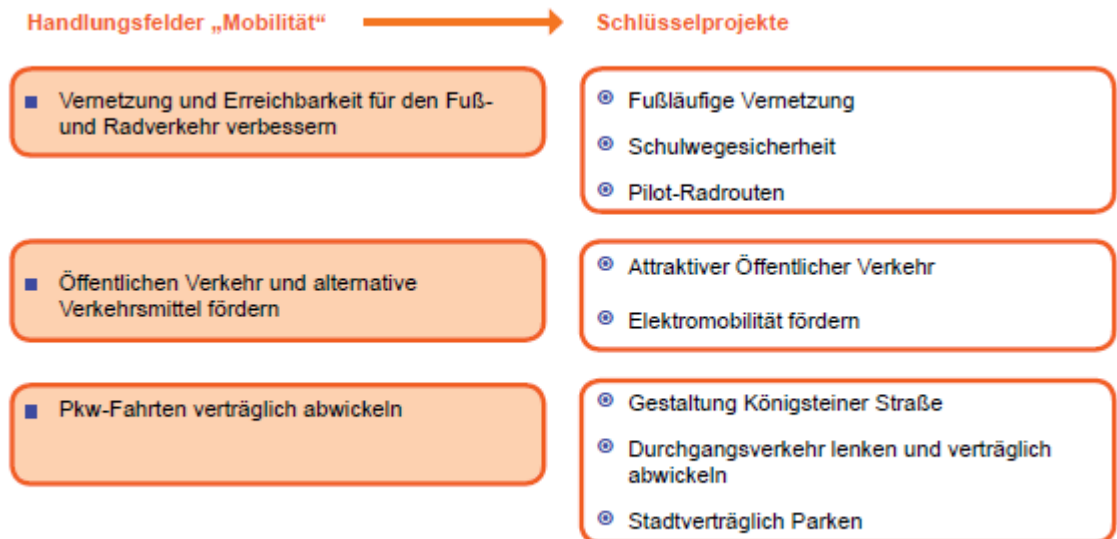 Handlungsfelder „Mobilität“
Schlüsselprojekte
Vernetzung und Erreichbarkeit für den Fuß-
und Radverkehr verbessern
Fußläufige Vernetzung
Schulwegesicherheit
Pilot-Radrouten
Öffentlichen Verkehr und alternative
Verkehrsmittel fördern
Attraktiver Öffentlicher Verkehr
Elektromobilität fördern
Pkw-Fahrten verträglich abwickeln
Gestaltung Königsteiner Straße
Durchgangsverkehr lenken und verträglich
abwickeln
Stadtverträglich Parken